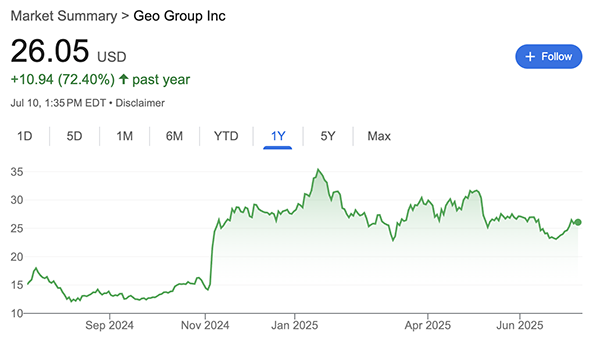 Market Summary > Geo Group Inc
26.05 USD
+ Follow
+10.94 (72.40%) ↑ past year
Jul 10, 1:35 PM EDT • Disclaimer
1D 5D 1M 6M YTD 1Y 5Y Max
35
30
25
20
15
10
Sep 2024 Nov 2024 Jan 2025 Apr 2025 Jun 2025